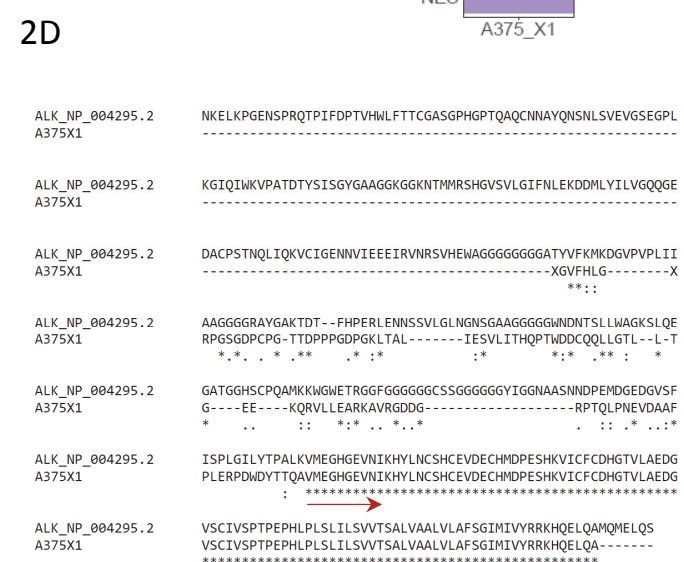 A375_X1
2D
ALK_NP_004295.2 NKELKPGENSPRQTPIFDPTVHWLFTTCGASGPHGPTQAQCNNAYQNSNLSVEVGSEGPL
A375X1 ------------------------------------------------------------
ALK_NP_004295.2 KGIQIWKVPATDTYSISGYGAAGGKGGKNTMMRSHGVSVLGIFNLEKDDMLYILVGQQGE
A375X1 ------------------------------------------------------------
ALK_NP_004295.2 DACPSTNQLIQKVCIGENNVIEEEIRVNRSVHEWAGGGGGGGGATYVFKMKDGVPVPLII
A375X1 --------------------------------------------XGVFHLG--------X
**::
ALK_NP_004295.2 AAGGGGRAYGAKTDT--FHPERLENNSSVLGLNGNSGAAGGGGGWNDNTSLLWAGKSLQE
A375X1 RPGSGDPCPG-TTDPPPGDPGKLTAL-------IESVLITHQPTWDDCQQLLGTL--L-T
*.*. . * .** .* :* :* *:* .** : *
ALK_NP_004295.2 GATGGHSCPQAMKKWGWETRGGFGGGGGGCSSGGGGGGYIGGNAASNNDPEMDGEDGVSF
A375X1 G----EE----KQRVLLEARKAVRGDDG-------------------RPTQLPNEVDAAF
* .. :: *:* .. *..* . :: .* ..:*
ALK_NP_004295.2 ISPLGILYTPALKVMEGHGEVNIKHYLNCSHCEVDECHMDPESHKVICFCDHGTVLAEDG
A375X1 PLERPDWDYTTQAVMEGHGEVNIKHYLNCSHCEVDECHMDPESHKVICFCDHGTVLAEDG
: ***********************************************
ALK_NP_004295.2 VSCIVSPTPEPHLPLSLILSVVTSALVAALVLAFSGIMIVYRRKHQELQAMQMELQS
A375X1 VSCIVSPTPEPHLPLSLILSVVTSALVAALVLAFSGIMIVYRRKHQELQA-------
**************************************************